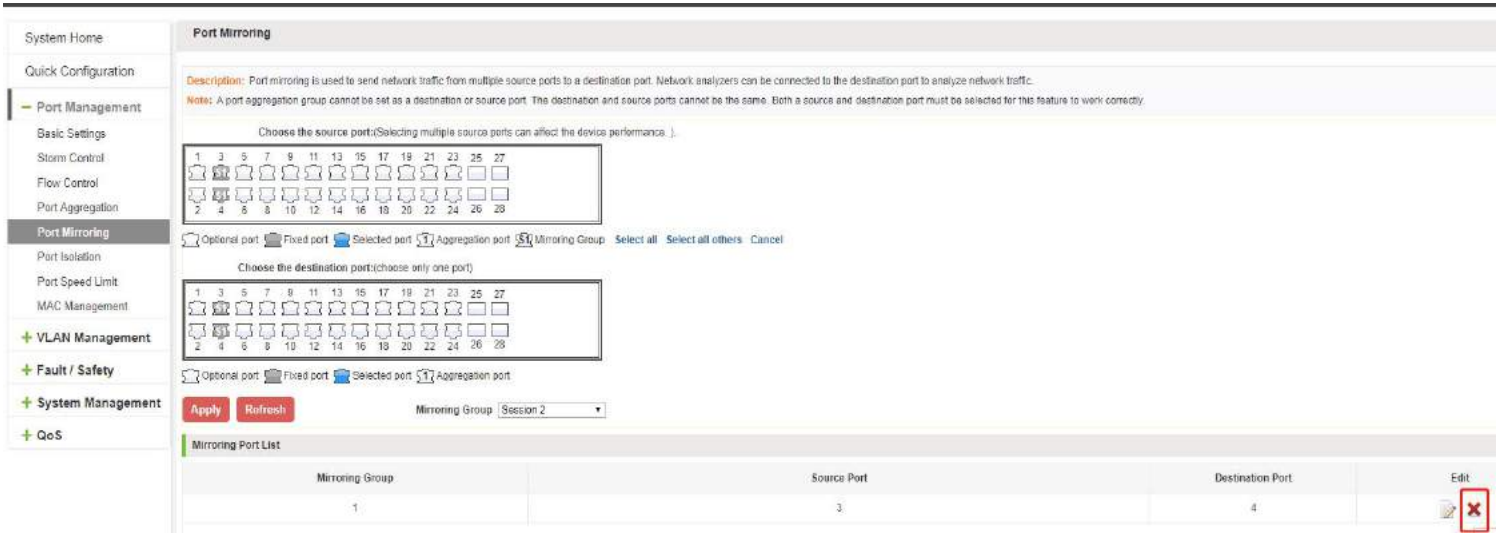 System Home
Quick Configuration
Port Management
Basic Settings
Storm Control
Flow Control
Port Aggregation
Port Mirroring
Port Isolation
Port Speed Limit
MAC Management
VLAN Management
Fault / Safety
System Management
QoS
Port Mirroring
Description: Port mirroring is used to send network traffic from multiple source ports to a destination port. Network analyzers can be connected to the destination port to analyze network traffic.
Note: A port aggregation group cannot be set as a destination or source port. The destination and source ports cannot be the same. Both a source and destination port must be selected for this feature to work correctly.
Choose the source port:(Selecting multiple source ports can affect the device performance. ).
1 3 5 7 9 11 13 15 17 19 21 23 25 27
2 4 6 8 10 12 14 16 18 20 22 24 26 28
Optional port Fixed port Selected port 1 Aggregation port S1 Mirroring Group Select all Select all others Cancel
Choose the destination port:(choose only one port)
1 3 5 7 9 11 13 15 17 19 21 23 25 27
2 4 6 8 10 12 14 16 18 20 22 24 26 28
Optional port Fixed port Selected port 1 Aggregation port
Apply Refresh Mirroring Group Session 2
Mirroring Port List
Mirroring Group Source Port Destination Port Edit
1 3 4